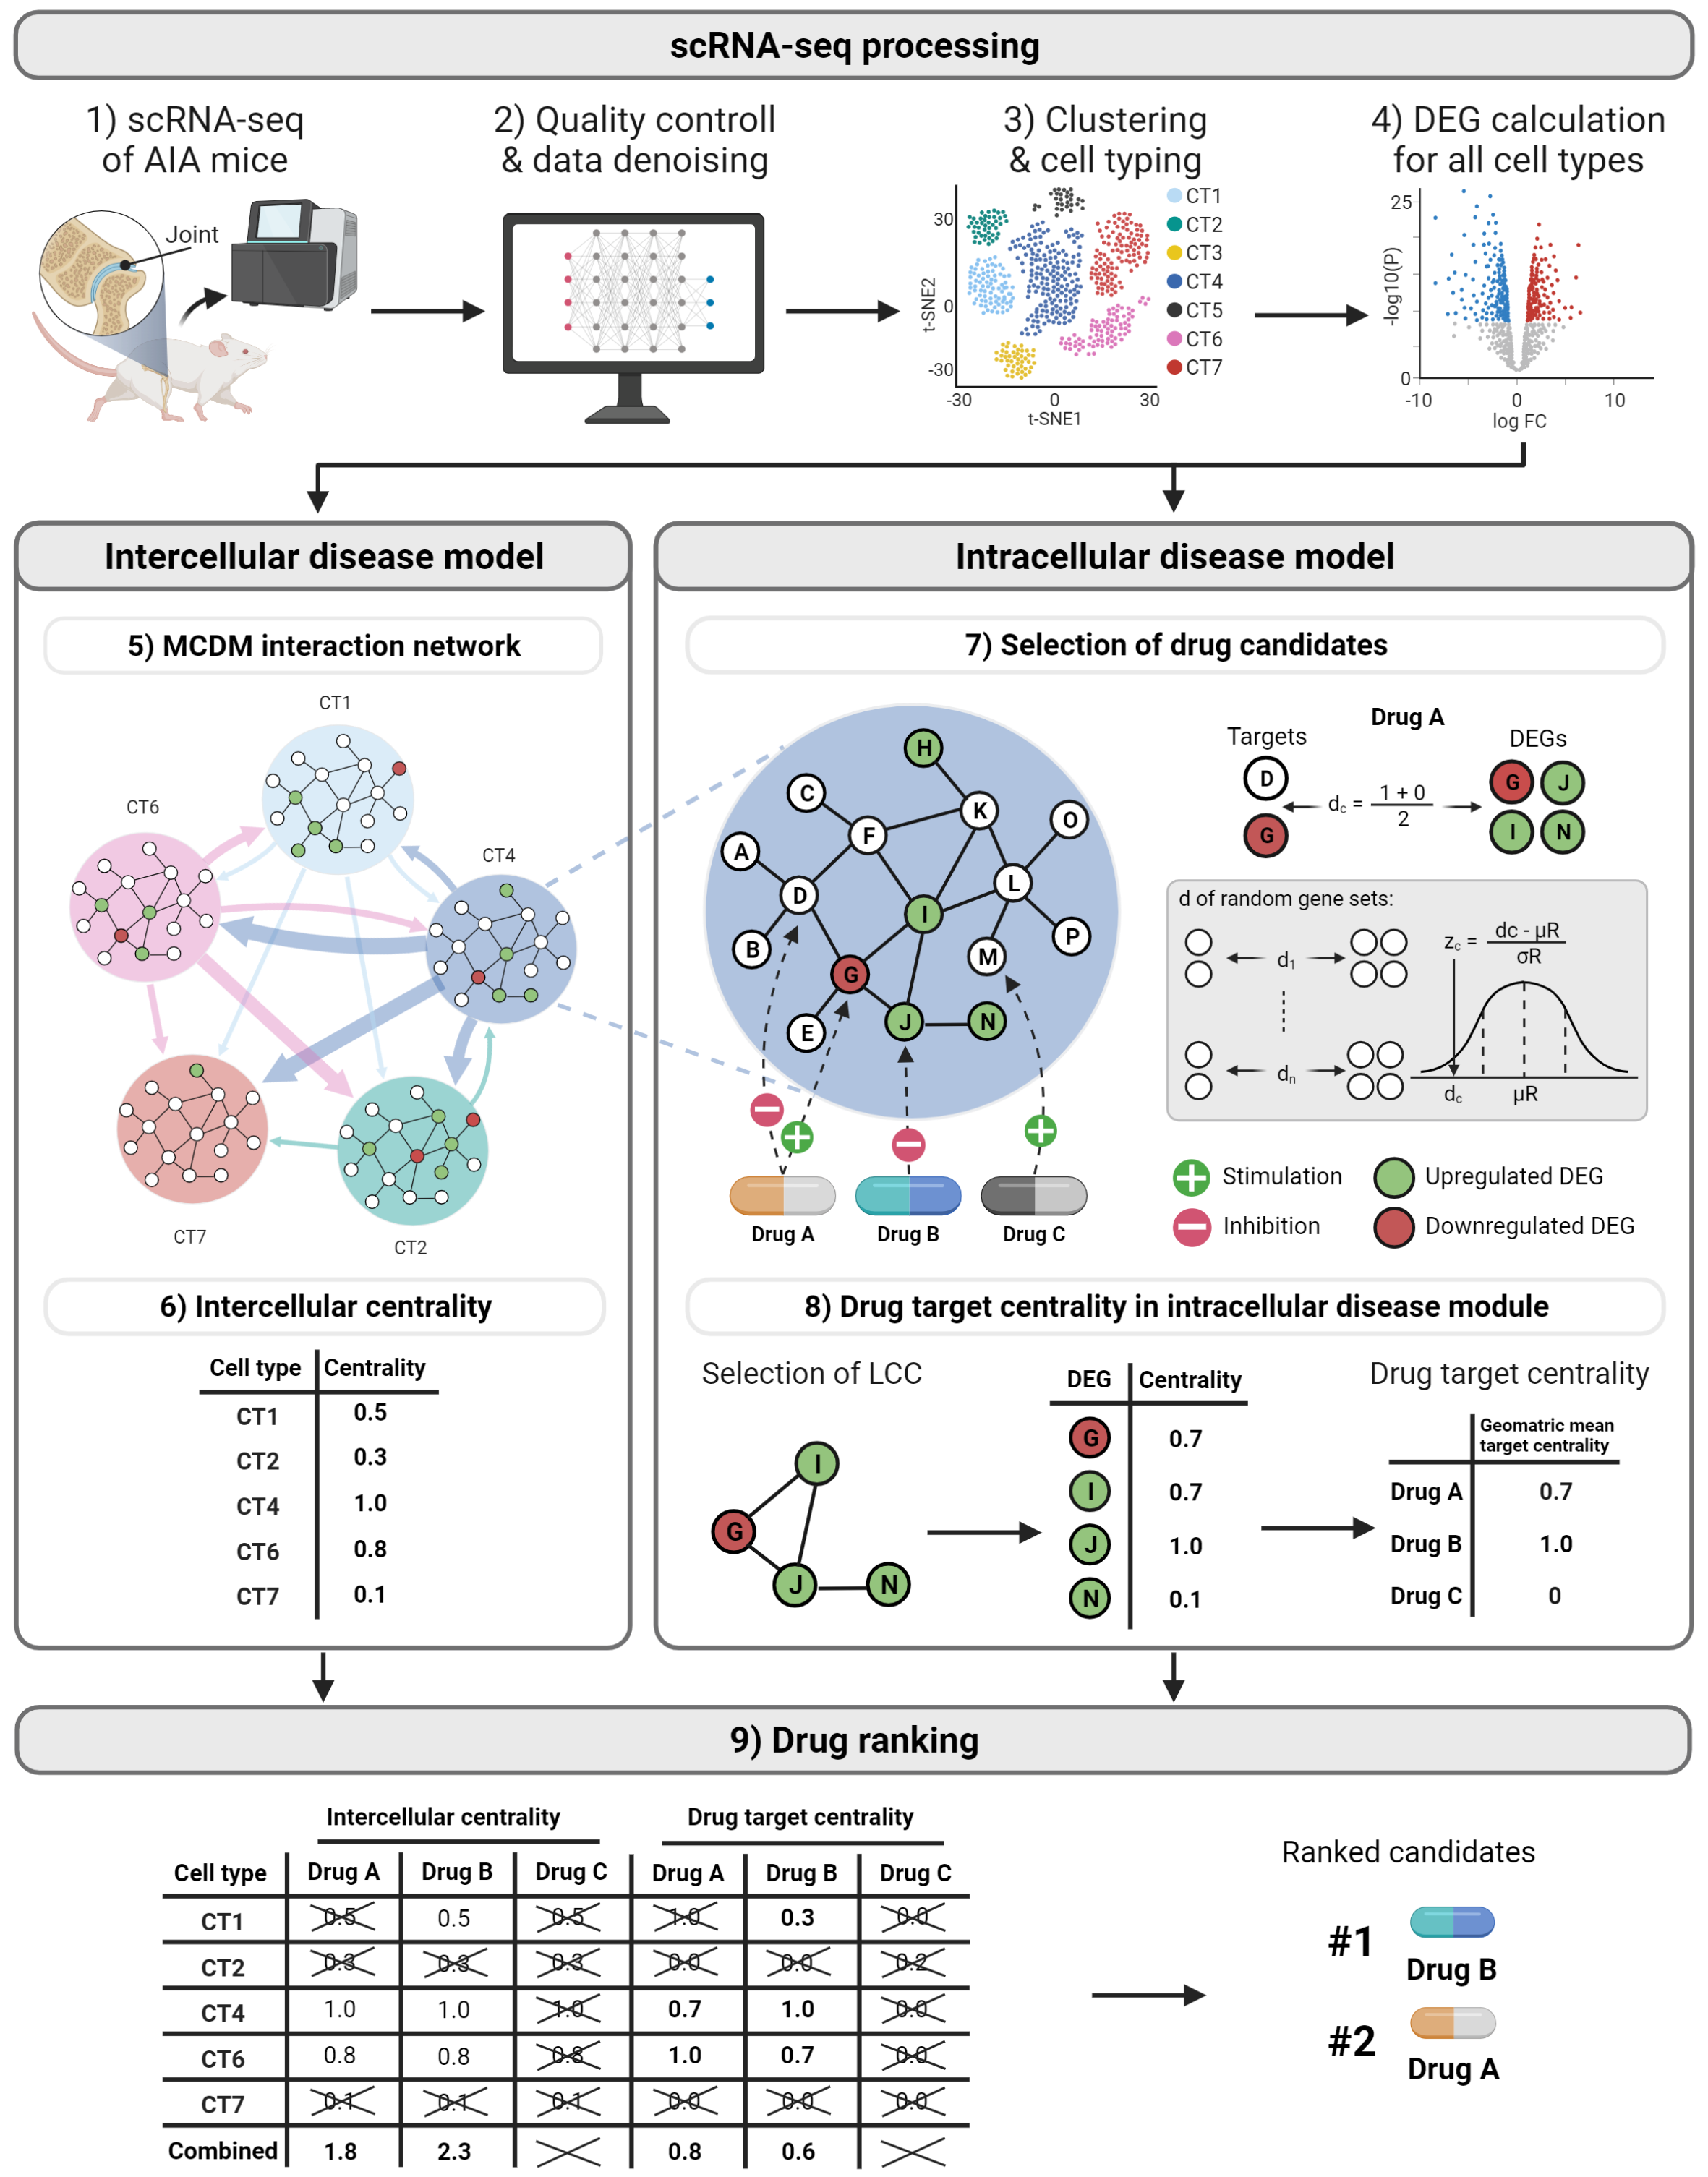 scRNA-seq processing
1) scRNA-seq
of AIA mice
2) Quality controll
& data denoising
3) Clustering
& cell typing
4) DEG calculation
for all cell types
Joint
30
0
-30
t-SNE2
-30 0 30
t-SNE1
CT1
CT2
CT3
CT4
CT5
CT6
CT7
25
0
-log10(P)
-10 0 10
log FC
Intercellular disease model
5) MCDM interaction network
CT1
CT6
CT4
CT7
CT2
6) Intercellular centrality
Cell type Centrality
CT1 0.5
CT2 0.3
CT4 1.0
CT6 0.8
CT7 0.1
Intracellular disease model
7) Selection of drug candidates
H
C
K
O
F
A
L
D
I
B
P
M
G
E
J
N
Drug A
Drug B
Drug C
Drug A
Targets
DEGs
D
G
dc = 1 + 0
2
G J
I N
d of random gene sets:
d1
dn
zc = dc - µR
σR
dc µR
Stimulation
Upregulated DEG
Inhibition
Downregulated DEG
8) Drug target centrality in intracellular disease module
Selection of LCC
I
G
J
N
DEG Centrality
G 0.7
I 0.7
J 1.0
N 0.1
Drug target centrality
Geomatric mean
target centrality
Drug A 0.7
Drug B 1.0
Drug C 0
9) Drug ranking
Intercellular centrality Drug target centrality
Cell type Drug A Drug B Drug C Drug A Drug B Drug C
CT1 0.5 0.5 0.5 1.0 0.3 0.0
CT2 0.3 0.3 0.3 0.0 0.0 0.2
CT4 1.0 1.0 1.0 0.7 1.0 0.0
CT6 0.8 0.8 0.8 1.0 0.7 0.0
CT7 0.1 0.1 0.1 0.0 0.0 0.0
Combined 1.8 2.3 0.8 0.6
Ranked candidates
#1
Drug B
#2
Drug A